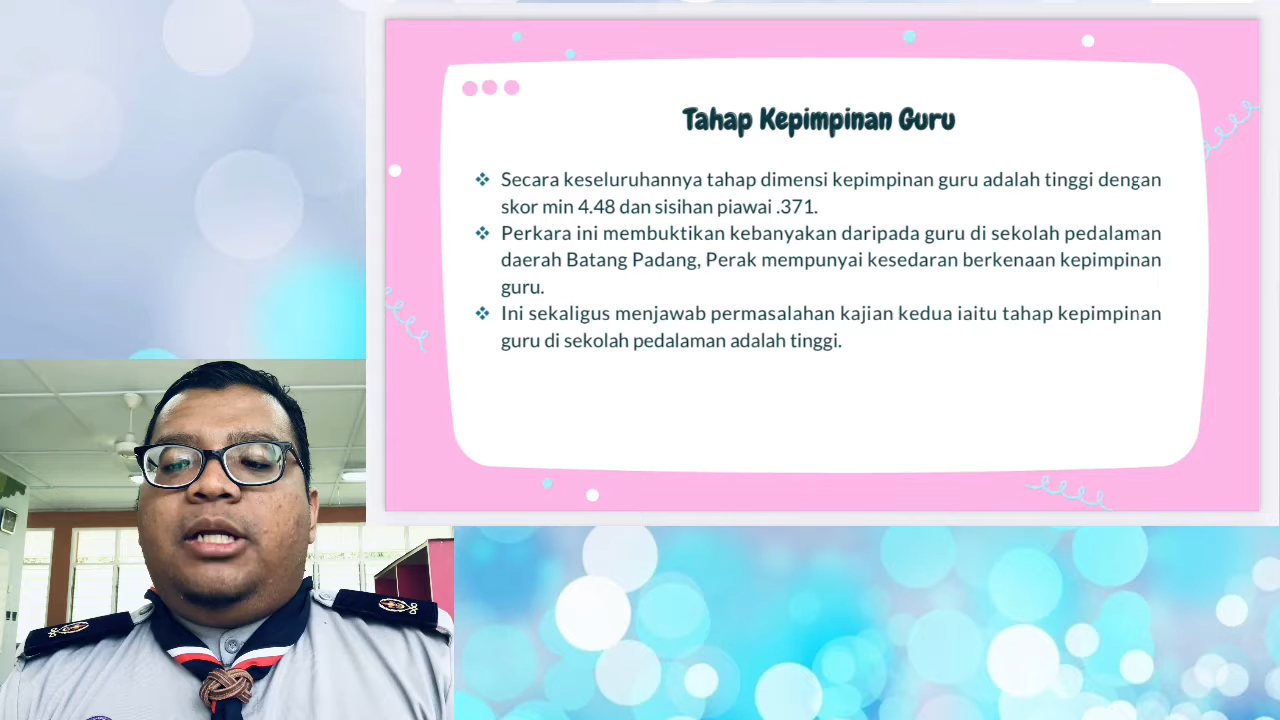 Tahap Kepimpinan Guru
❖ Secara keseluruhannya tahap dimensi kepimpinan guru adalah tinggi dengan
skor min 4.48 dan sisihan piawai .371.
❖ Perkara ini membuktikan kebanyakan daripada guru di sekolah pedalaman
daerah Batang Padang, Perak mempunyai kesedaran berkenaan kepimpinan
guru.
❖ Ini sekaligus menjawab permasalahan kajian kedua iaitu tahap kepimpinan
guru di sekolah pedalaman adalah tinggi.